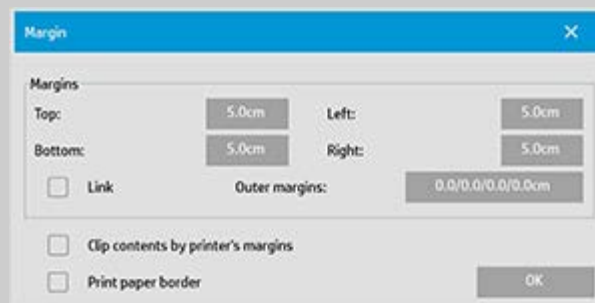 Margin
Margins
Top: 5.0cm Left: 5.0cm
Bottom: 5.0cm Right: 5.0cm
Link Outer margins: 0.0/0.0/0.0/0.0cm
Clip contents by printer's margins
Print paper border OK